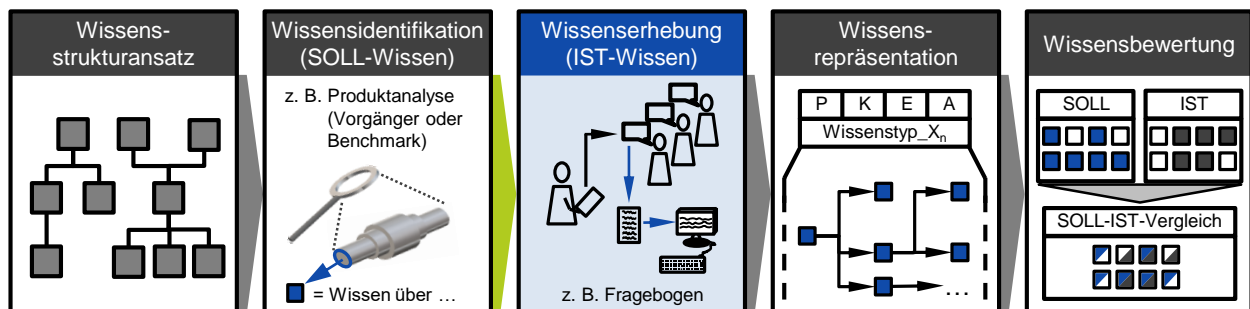 Wissens-
strukturansatz
Wissensidentifikation
(SOLL-Wissen)
z. B. Produktanalyse
(Vorgänger oder
Benchmark)
= Wissen über …
Wissenserhebung
(IST-Wissen)
z. B. Fragebogen
Wissens-
repräsentation
P K E A
Wissenstyp_Xn
…
Wissensbewertung
SOLL IST
SOLL-IST-Vergleich